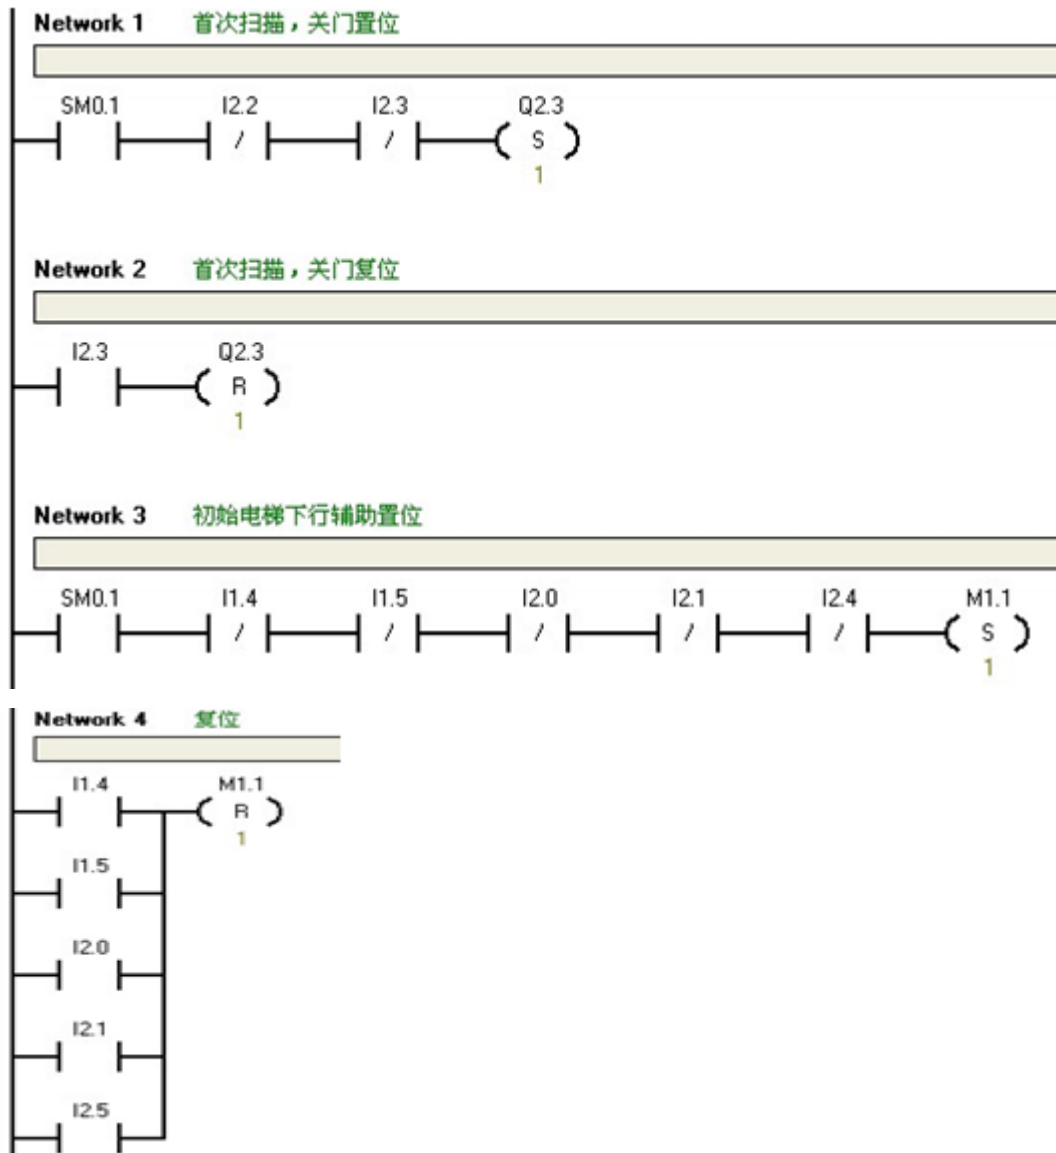 Network 1 首次扫描，关门置位
SM0.1 I2.2 I2.3 Q2.3
/ / S
1
Network 2 首次扫描，关门复位
I2.3 Q2.3
R
1
Network 3 初始电梯下行辅助置位
SM0.1 I1.4 I1.5 I2.0 I2.1 I2.4 M1.1
/ / / / / S
1
Network 4 复位
I1.4 M1.1
R
1
I1.5
I2.0
I2.1
I2.5